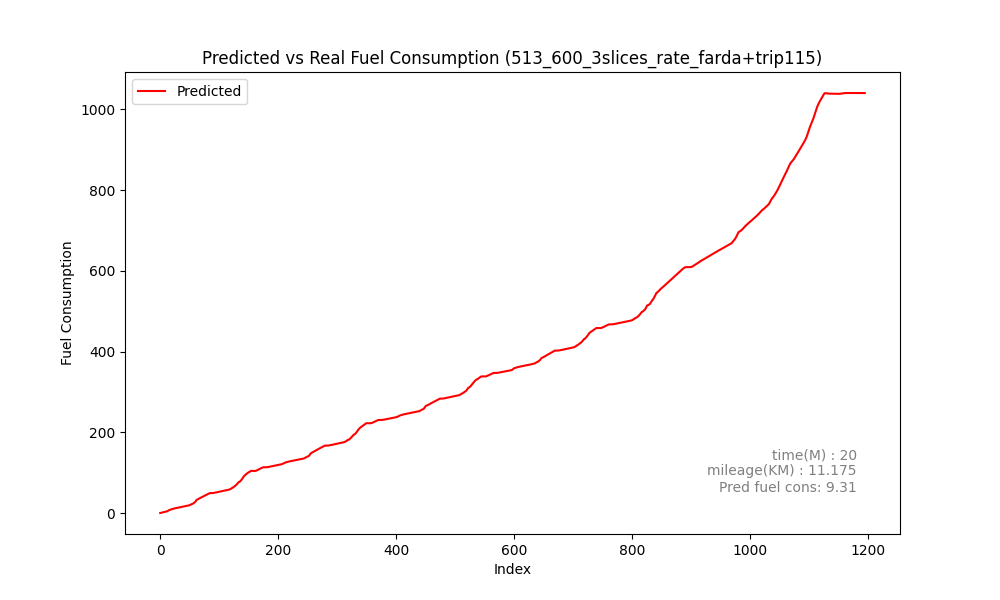 Predicted vs Real Fuel Consumption (513_600_3slices_rate_farda+trip115)
Predicted
Fuel Consumption
1000
800
600
400
200
0
time(M) : 20
mileage(KM) : 11.175
Pred fuel cons: 9.31
0 200 400 600 800 1000 1200
Index